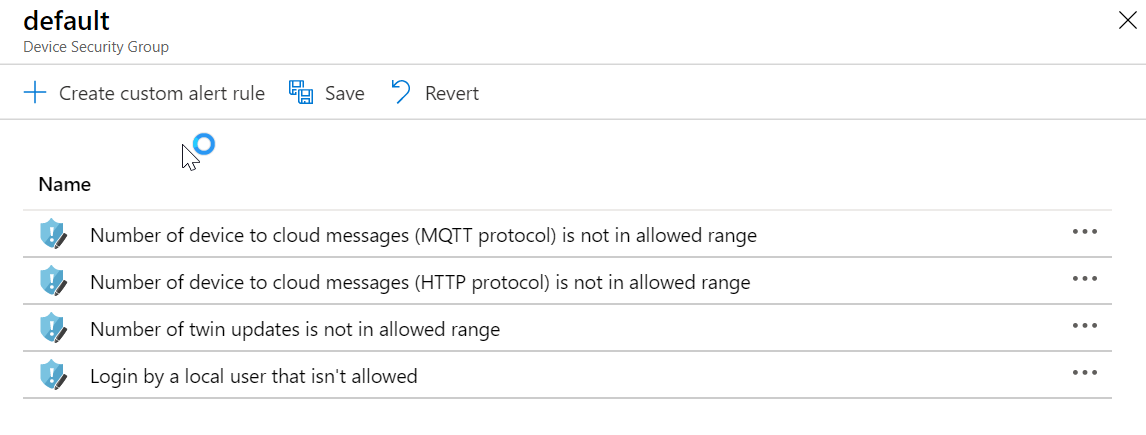 default
Device Security Group
Create custom alert rule Save Revert
Name
Number of device to cloud messages (MQTT protocol) is not in allowed range
Number of device to cloud messages (HTTP protocol) is not in allowed range
Number of twin updates is not in allowed range
Login by a local user that isn't allowed